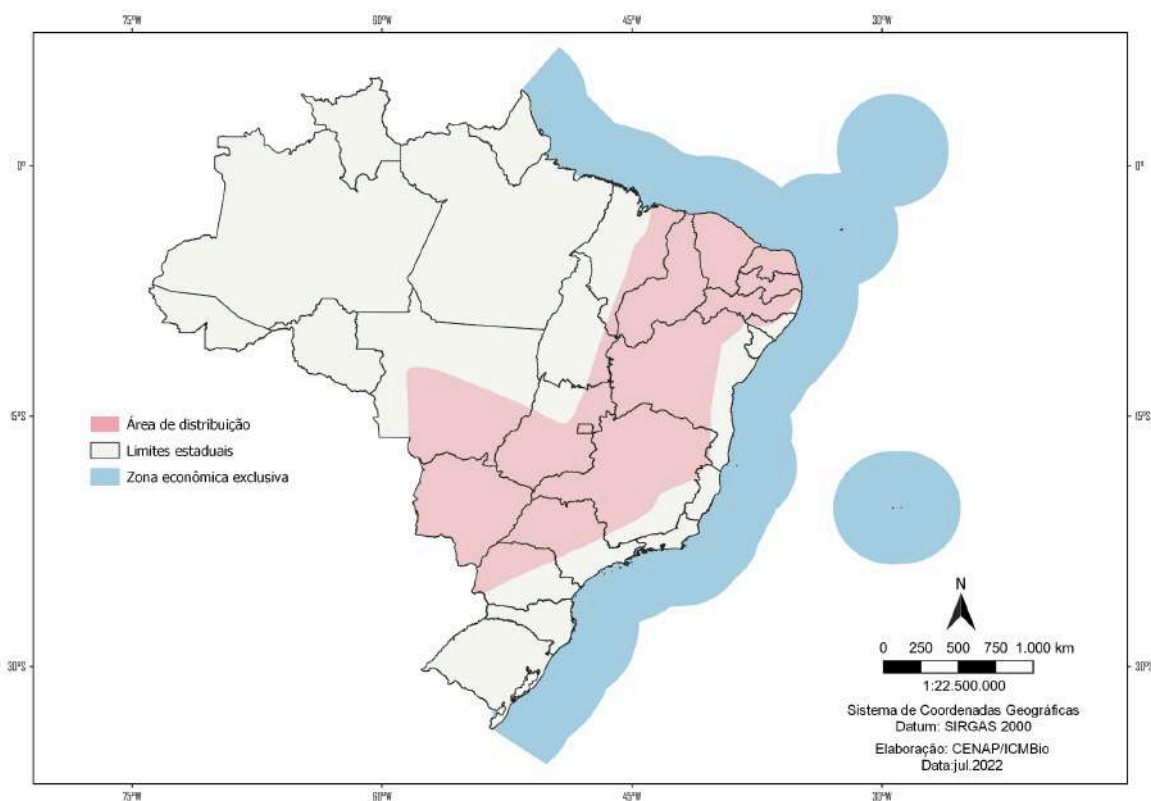 75°W 60°W 45°W 30°W
0° 0°
15°S 15°S
Área de distribuição
Limites estaduais
Zona econômica exclusiva
N
0 250 500 750 1.000 km
30°S 30°S
1:22.500.000
Sistema de Coordenadas Geográficas
Datum: SIRGAS 2000
Elaboração: CENAP/ICMBio
Data:jul.2022
75°W 60°W 45°W 30°W